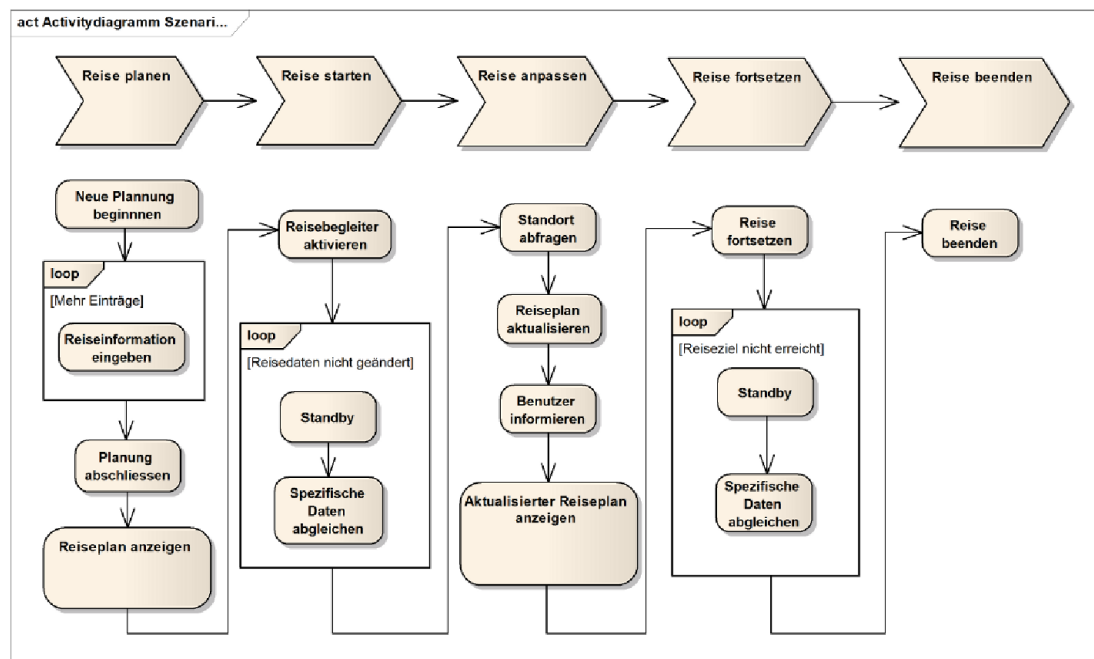 act Activitydiagramm Szenari...
Reise planen
Reise starten
Reise anpassen
Reise fortsetzen
Reise beenden
Neue Plannung
beginnnen
loop
[Mehr Einträge]
Reiseinformation
eingeben
Planung
abschliessen
Reiseplan anzeigen
Reisebegleiter
aktivieren
loop
[Reisedaten nicht geändert]
Standby
Spezifische
Daten
abgleichen
Standort
abfragen
Reiseplan
aktualisieren
Benutzer
informieren
Aktualisierter Reiseplan
anzeigen
Reise
fortsetzen
loop
[Reiseziel nicht erreicht]
Standby
Spezifische
Daten
abgleichen
Reise
beenden